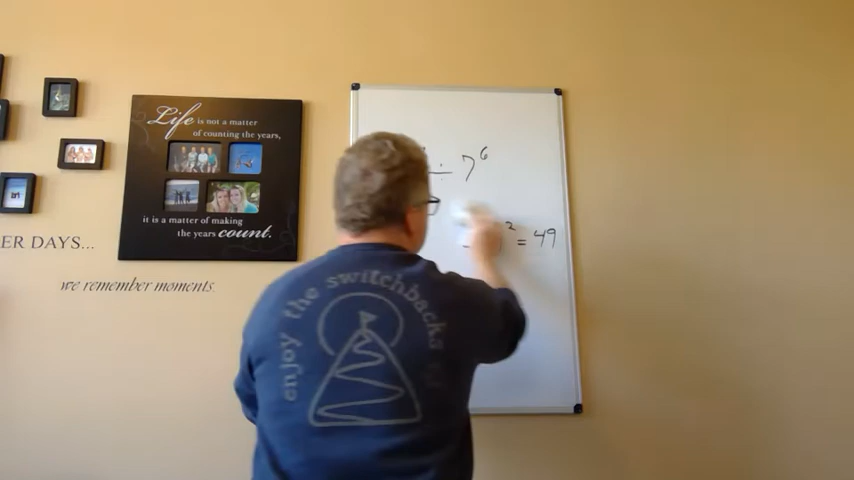 Life is not a matter
of counting the years,
it is a matter of making
the years count.
ER DAYS...
we remember moments.
÷ 7⁶
² = 49
enjoy the switchbacks